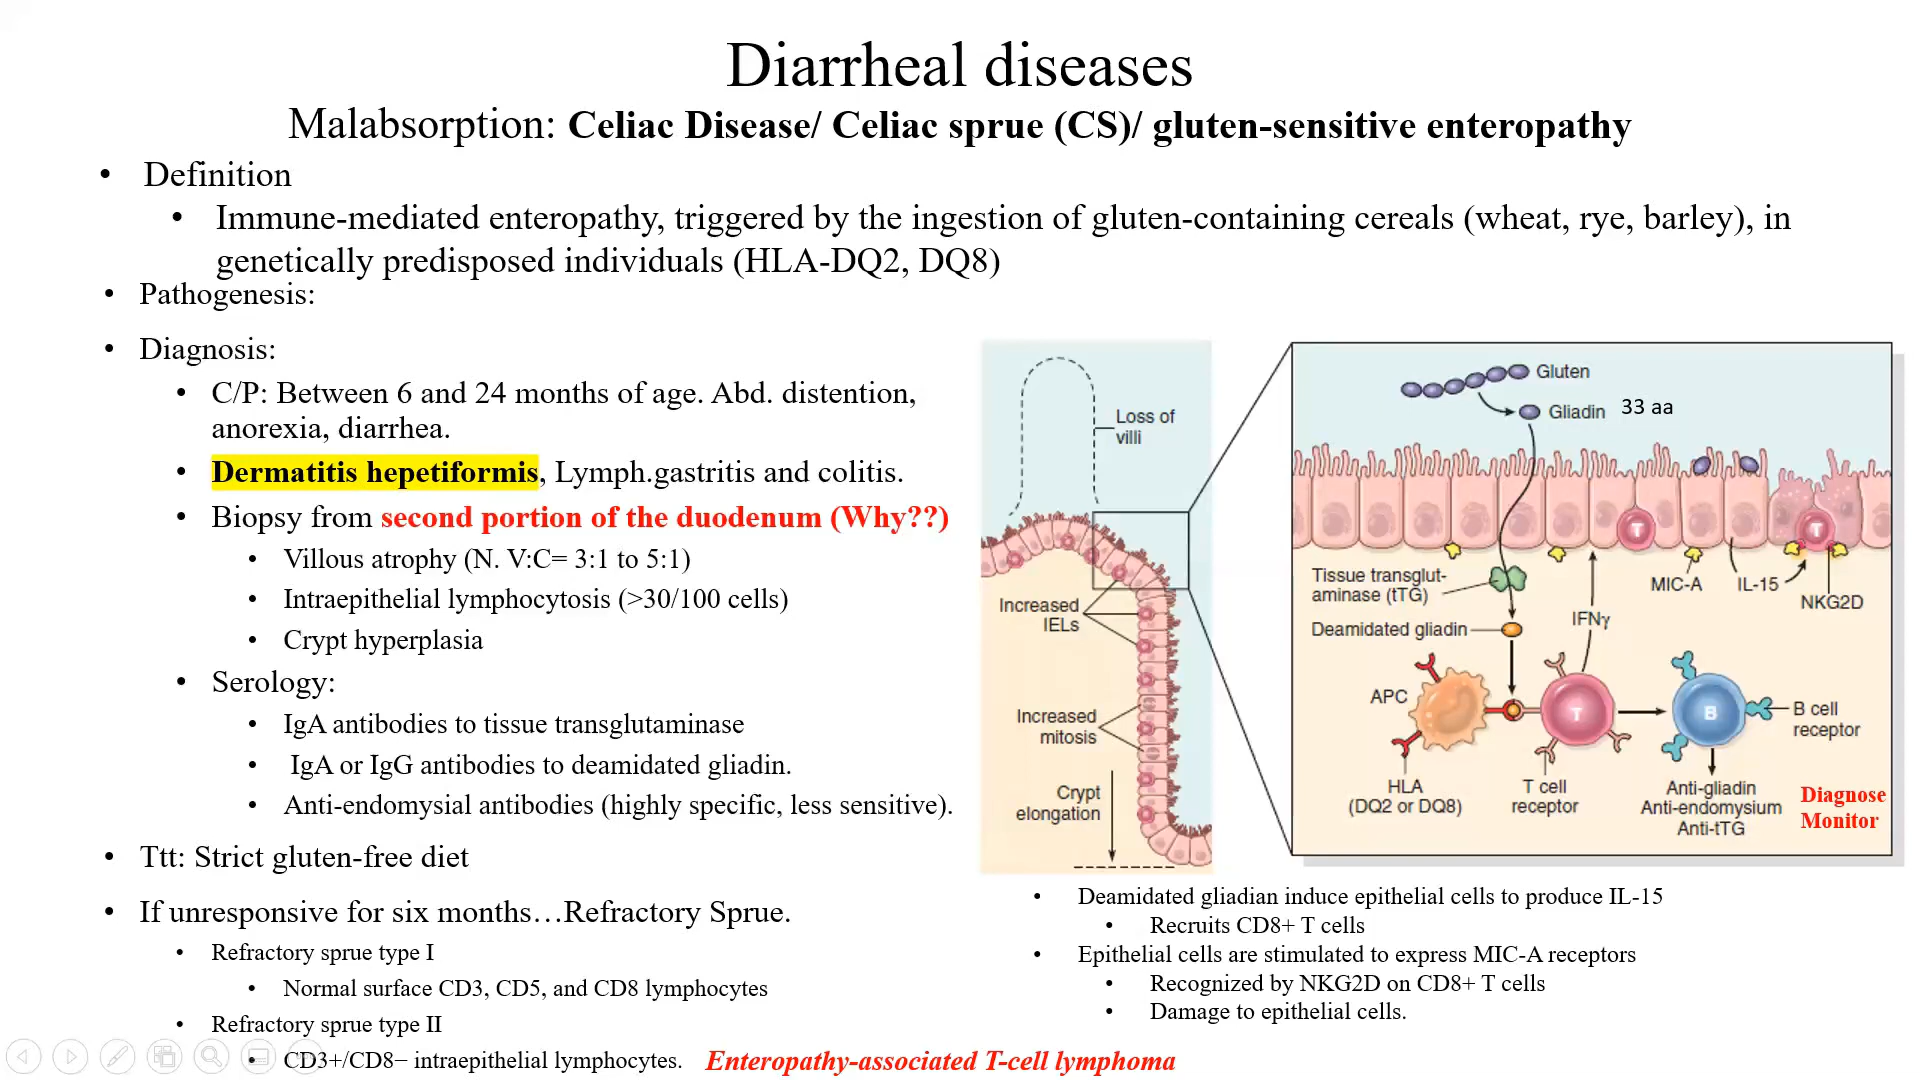 Diarrheal diseases
Malabsorption: Celiac Disease/ Celiac sprue (CS)/ gluten-sensitive enteropathy
• Definition
• Immune-mediated enteropathy, triggered by the ingestion of gluten-containing cereals (wheat, rye, barley), in
genetically predisposed individuals (HLA-DQ2, DQ8)
• Pathogenesis:
• Diagnosis:
• C/P: Between 6 and 24 months of age. Abd. distention,
anorexia, diarrhea.
• Dermatitis hepetiformis, Lymph.gastritis and colitis.
• Biopsy from second portion of the duodenum (Why??)
• Villous atrophy (N. V:C= 3:1 to 5:1)
• Intraepithelial lymphocytosis (>30/100 cells)
• Crypt hyperplasia
• Serology:
• IgA antibodies to tissue transglutaminase
• IgA or IgG antibodies to deamidated gliadin.
• Anti-endomysial antibodies (highly specific, less sensitive).
• Ttt: Strict gluten-free diet
• If unresponsive for six months…Refractory Sprue.
• Refractory sprue type I
• Normal surface CD3, CD5, and CD8 lymphocytes
• Refractory sprue type II
• CD3+/CD8− intraepithelial lymphocytes. Enteropathy-associated T-cell lymphoma
Loss of
villi
Increased
IELs
Increased
mitosis
Crypt
elongation
Gluten
Gliadin 33 aa
T
T
Tissue transglut-
aminase (tTG)
MIC-A
IL-15
NKG2D
Deamidated gliadin
IFNγ
APC
T
B
B cell
receptor
HLA
(DQ2 or DQ8)
T cell
receptor
Anti-gliadin
Anti-endomysium
Anti-tTG
Diagnose
Monitor
• Deamidated gliadian induce epithelial cells to produce IL-15
• Recruits CD8+ T cells
• Epithelial cells are stimulated to express MIC-A receptors
• Recognized by NKG2D on CD8+ T cells
• Damage to epithelial cells.